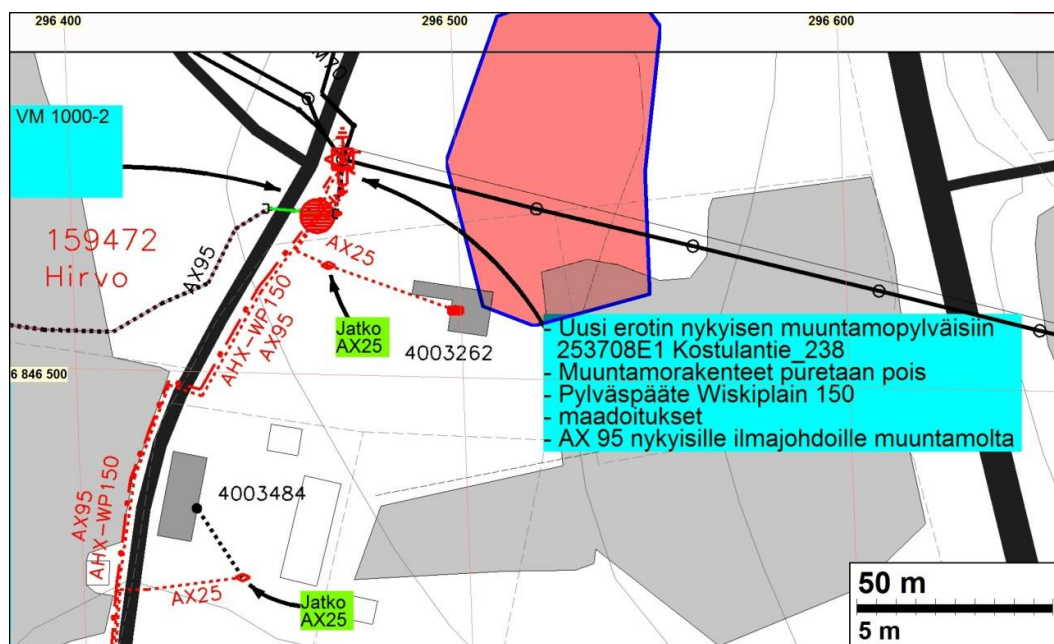 296 400
296 500
296 600
VM 1000-2
159472
Hirvo
AX95
AX25
AHX-WP150
AX95
Jatko
AX25
4003262
6 846 500
- Uusi erotin nykyisen muuntamopylväisiin
253708E1 Kostulantie_238
- Muuntamorakenteet puretaan pois
- Pylväspääte Wiskiplain 150
- maadoitukset
- AX 95 nykyisille ilmajohdoille muuntamolta
4003484
AX95
AHX-WP150
AX25
Jatko
AX25
50 m
5 m